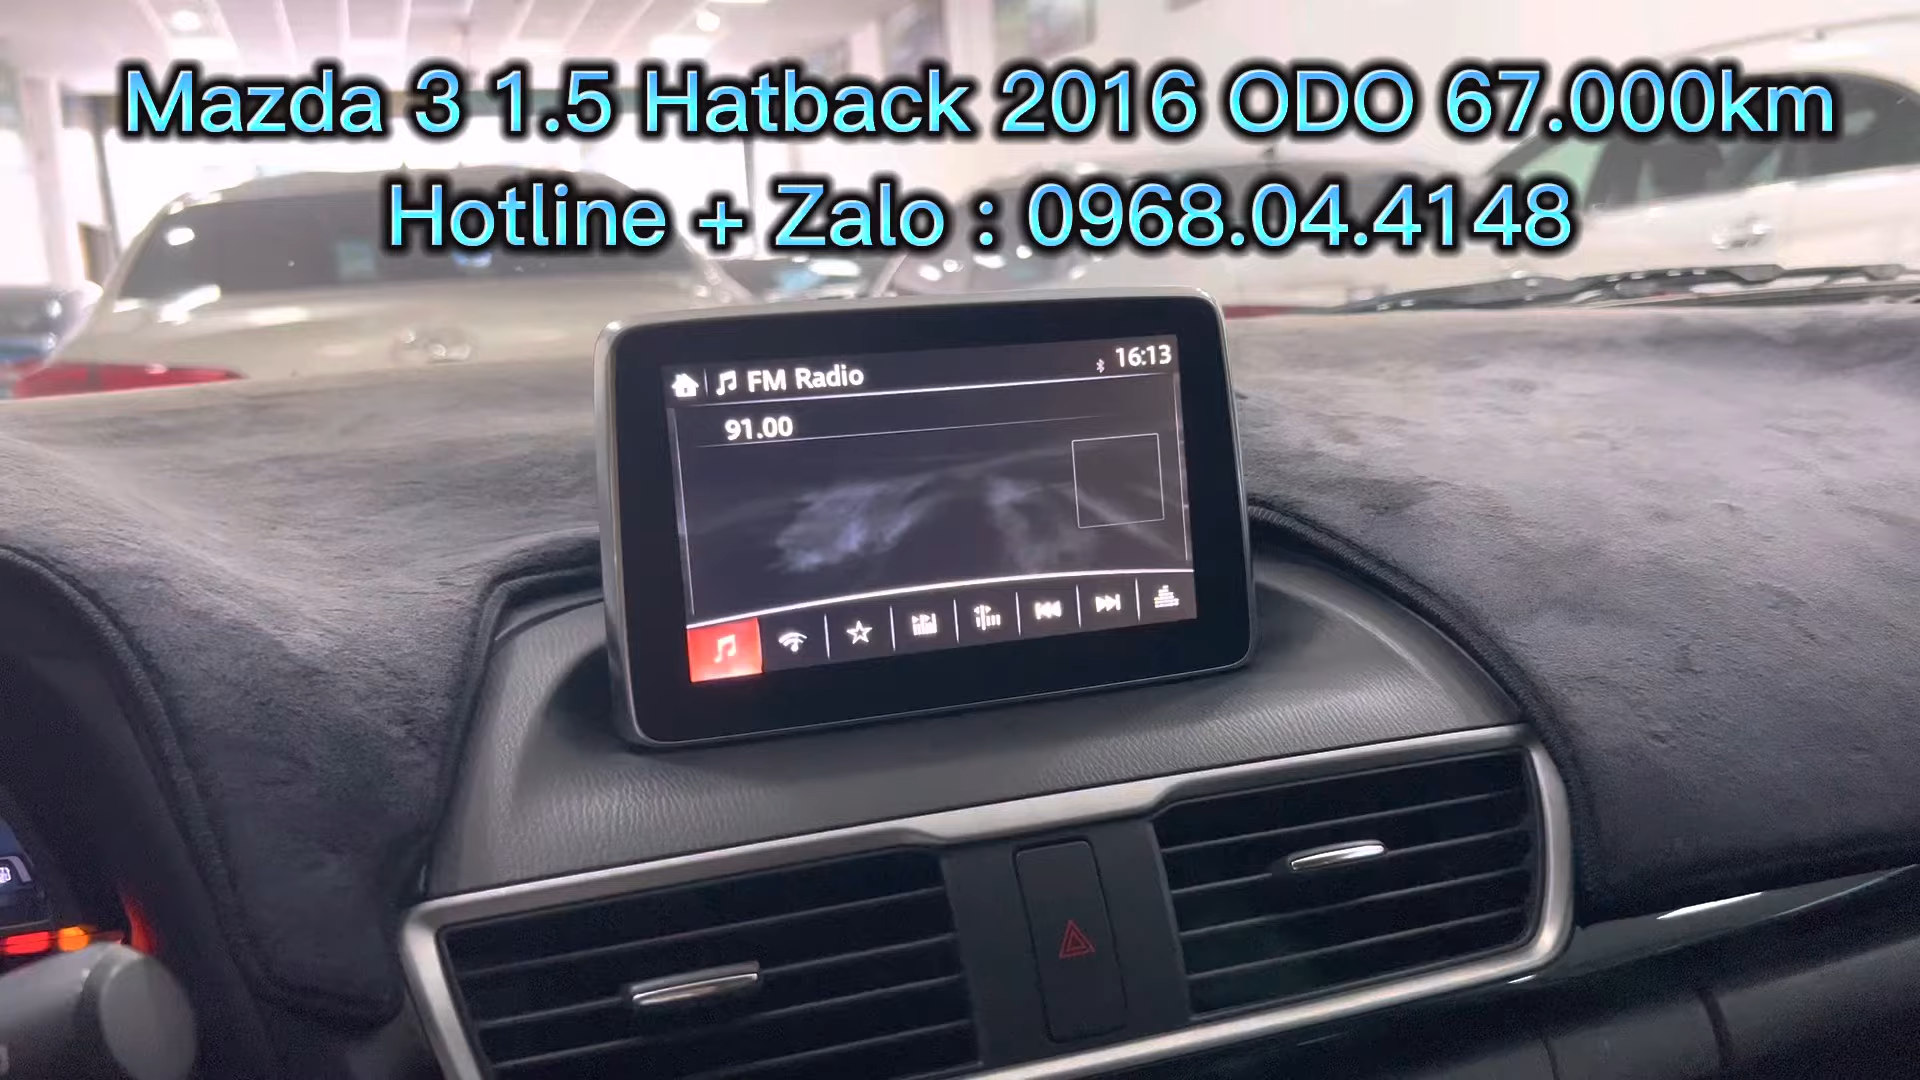 Mazda 3 1.5 Hatback 2016 ODO 67.000km
Hotline + Zalo : 0968.04.4148
FM Radio
16:13
91.00